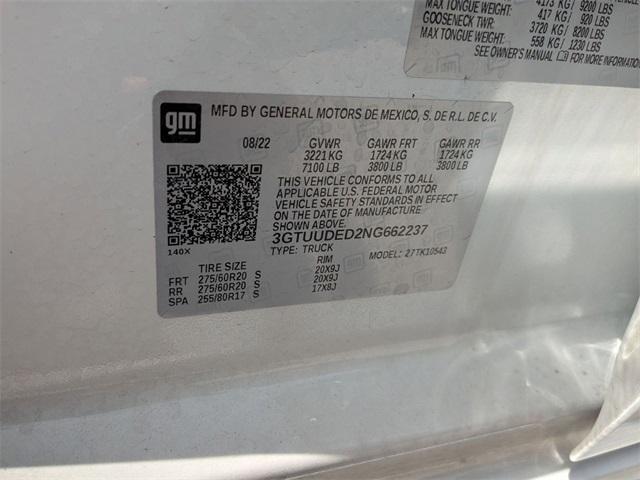 MAX TONGUE WEIGHT: 4173 KG/ 9200 LBS
417 KG/ 920 LBS
GOOSENECK TWR: 3720 KG/ 8200 LBS
MAX TONGUE WEIGHT: 558 KG/ 1230 LBS
SEE OWNER'S MANUAL FOR MORE INFORMATION
gm
MFD BY GENERAL MOTORS DE MEXICO, S. DE R.L. DE C.V.
08/22 GVWR GAWR FRT GAWR RR
3221 KG 1724 KG 1724 KG
7100 LB 3800 LB 3800 LB
THIS VEHICLE CONFORMS TO ALL
APPLICABLE U.S. FEDERAL MOTOR
VEHICLE SAFETY STANDARDS IN EFFECT
ON THE DATE OF MANUFACTURE
SHOWN ABOVE.
3GTUUDED2NG662237
140X
TYPE: TRUCK MODEL: 27TK10543
TIRE SIZE RIM
FRT 275/60R20 S 20X9J
RR 275/60R20 S 20X9J
SPA 255/80R17 S 17X8J